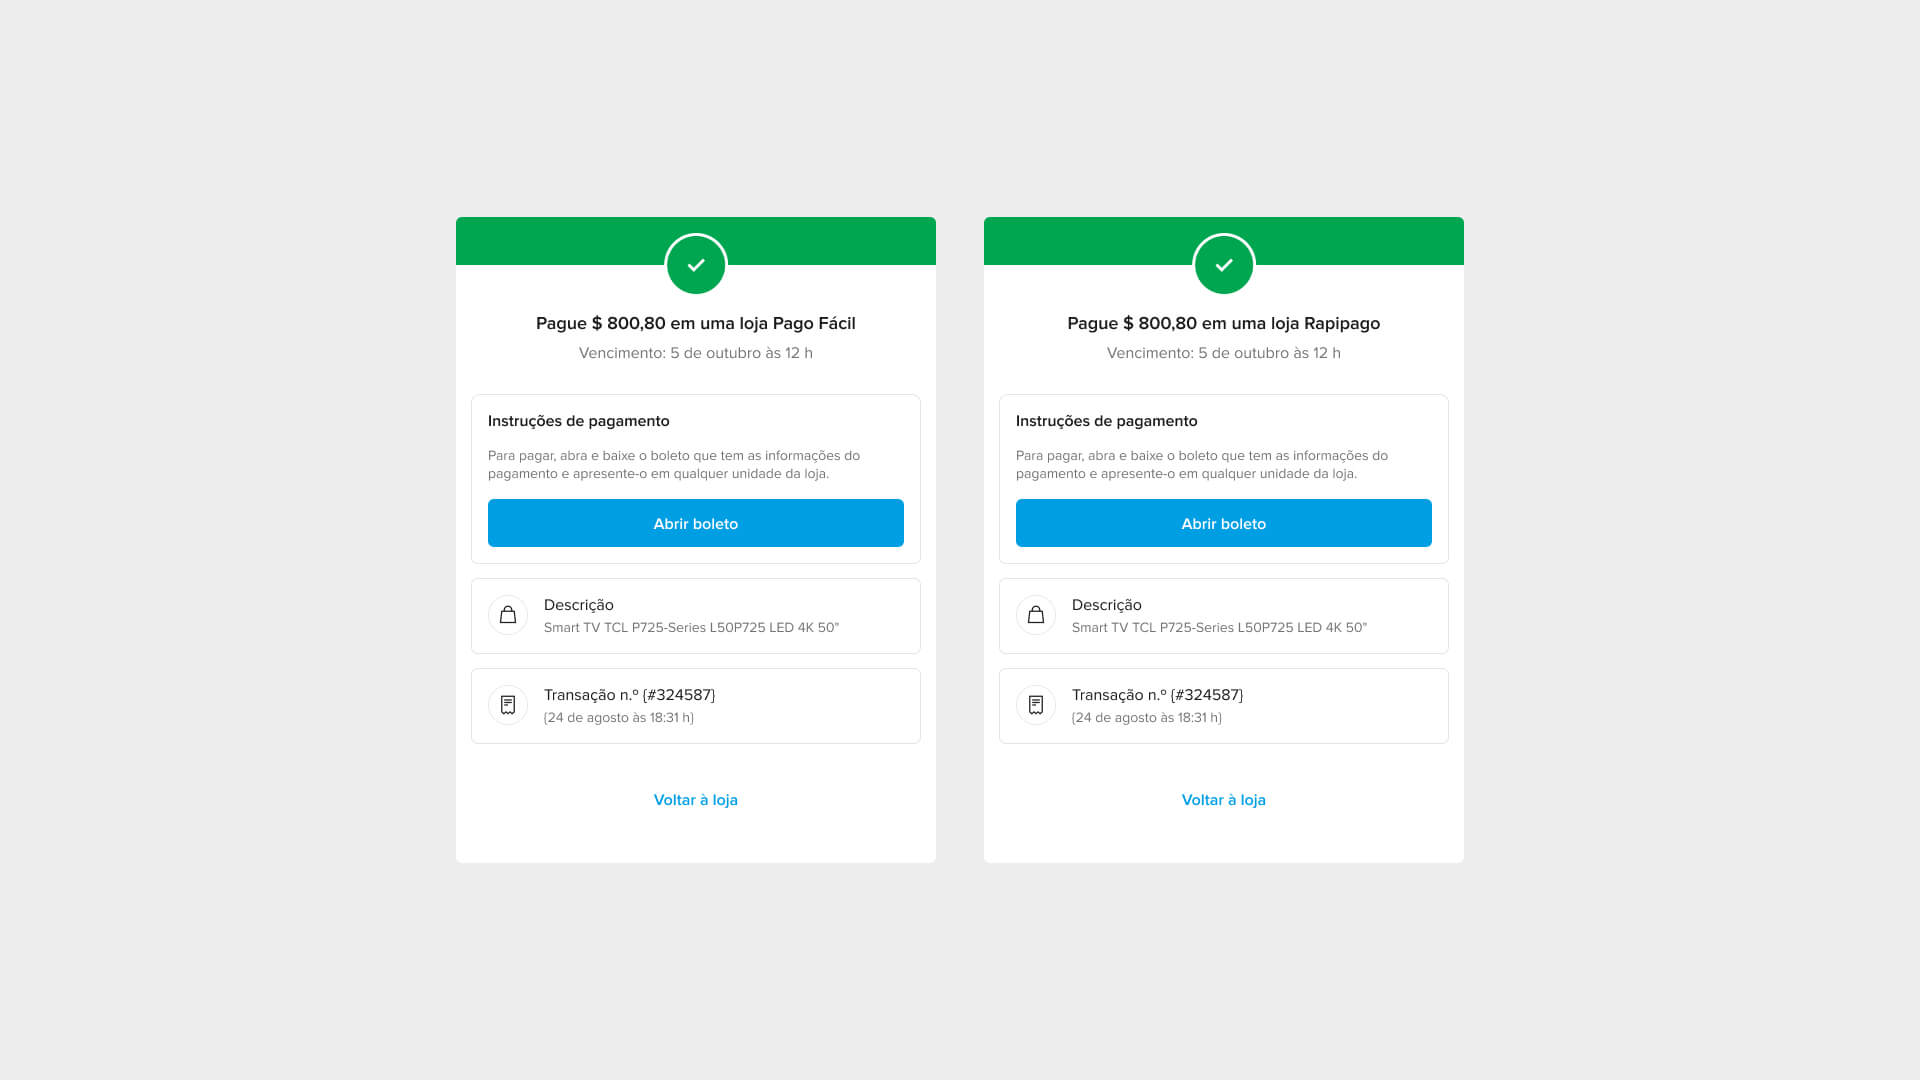 Pague $ 800,80 em uma loja Pago Fácil
Vencimento: 5 de outubro às 12 h
Instruções de pagamento
Para pagar, abra e baixe o boleto que tem as informações do
pagamento e apresente-o em qualquer unidade da loja.
Abrir boleto
Descrição
Smart TV TCL P725-Series L50P725 LED 4K 50"
Transação n.º {#324587}
{24 de agosto às 18:31 h}
Voltar à loja
Pague $ 800,80 em uma loja Rapipago
Vencimento: 5 de outubro às 12 h
Instruções de pagamento
Para pagar, abra e baixe o boleto que tem as informações do
pagamento e apresente-o em qualquer unidade da loja.
Abrir boleto
Descrição
Smart TV TCL P725-Series L50P725 LED 4K 50"
Transação n.º {#324587}
{24 de agosto às 18:31 h}
Voltar à loja